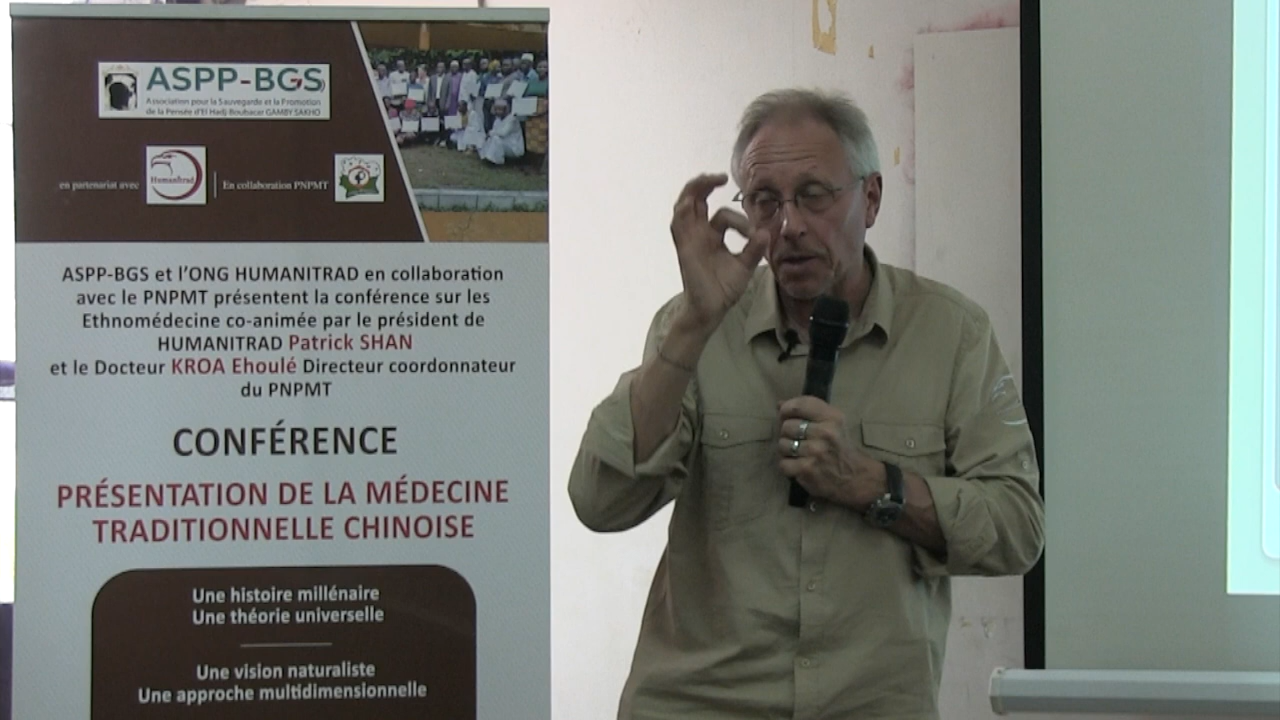 ASPP-BGS
Association pour la Sauvegarde et la Promotion
de la Pensée d'El Hadj Boubacar GAMBY SAKHO
en partenariat avec
Humanitrad
En collaboration PNPMT
ASPP-BGS et l'ONG HUMANITRAD en collaboration
avec le PNPMT présentent la conférence sur les
Ethnomédecine co-animée par le président de
HUMANITRAD Patrick SHAN
et le Docteur KROA Ehoulé Directeur coordonnateur
du PNPMT
CONFÉRENCE
PRÉSENTATION DE LA MÉDECINE
TRADITIONNELLE CHINOISE
Une histoire millénaire
Une théorie universelle
Une vision naturaliste
Une approche multidimensionnelle